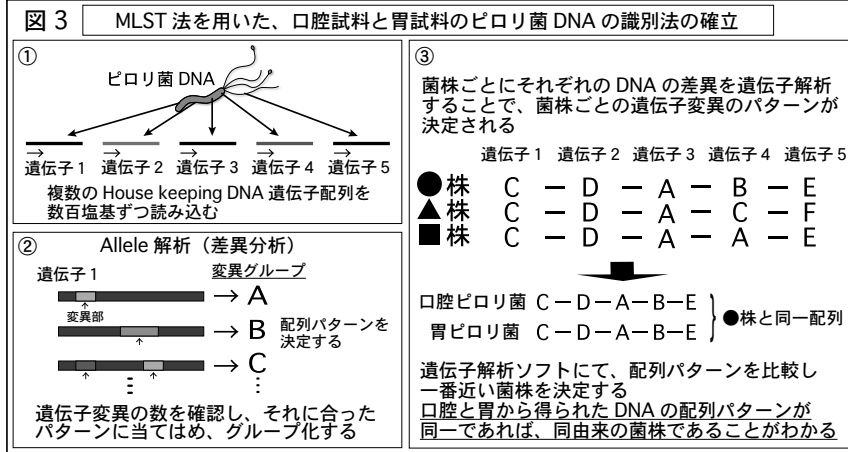 図 3
MLST 法を用いた、口腔試料と胃試料のピロリ菌 DNA の識別法の確立
①
ピロリ菌 DNA
→ → → → →
遺伝子 1 遺伝子 2 遺伝子 3 遺伝子 4 遺伝子 5
複数の House keeping DNA 遺伝子配列を
数百塩基ずつ読み込む
② Allele 解析（差異分析）
遺伝子 1 変異グループ
→ A
変異部
→ B 配列パターンを
決定する
→ C
遺伝子変異の数を確認し、それに合った
パターンに当てはめ、グループ化する
③
菌株ごとにそれぞれの DNA の差異を遺伝子解析
することで、菌株ごとの遺伝子変異のパターンが
決定される
遺伝子 1 遺伝子 2 遺伝子 3 遺伝子 4 遺伝子 5
●株 C － D － A － B － E
▲株 C － D － A － C － F
■株 C － D － A － A － E
口腔ピロリ菌 C－D－A－B－E
胃ピロリ菌 C－D－A－B－E
●株と同一配列
遺伝子解析ソフトにて、配列パターンを比較し
一番近い菌株を決定する
口腔と胃から得られた DNA の配列パターンが
同一であれば、同由来の菌株であることがわかる